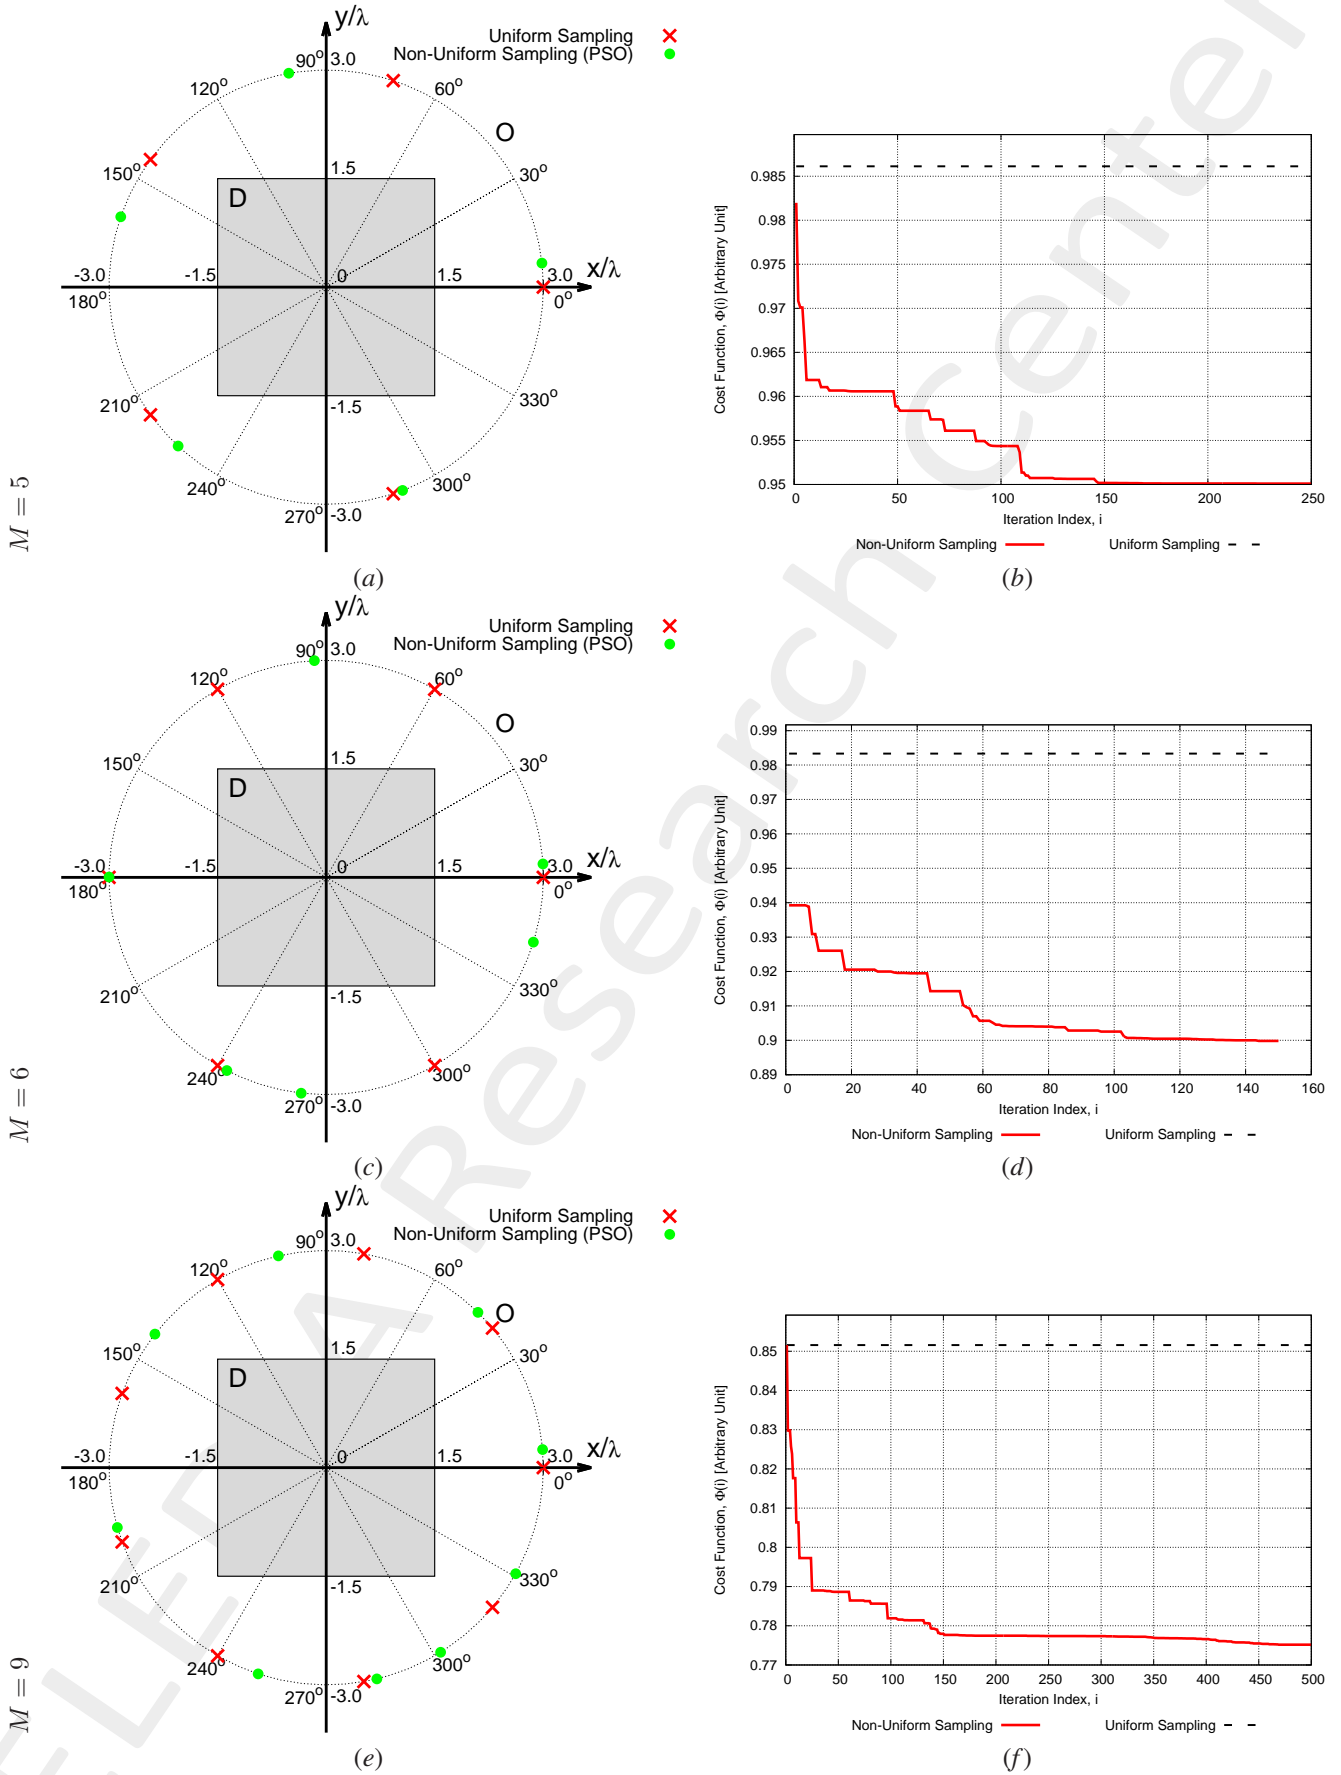 y/λ
Uniform Sampling
Non-Uniform Sampling (PSO)
90° 3.0
120°
60°
O
150°
1.5
30°
D
-3.0
-1.5
0
1.5
3.0
x/λ
180°
0°
210°
-1.5
330°
240°
300°
270° -3.0
M = 5
(a)
0.985
0.98
0.975
0.97
0.965
0.96
0.955
0.95
0 50 100 150 200 250
Cost Function, Φ(i) [Arbitrary Unit]
Iteration Index, i
Non-Uniform Sampling
Uniform Sampling
(b)
y/λ
Uniform Sampling
Non-Uniform Sampling (PSO)
90° 3.0
120°
60°
O
150°
1.5
30°
D
-3.0
-1.5
0
1.5
3.0
x/λ
180°
0°
210°
-1.5
330°
240°
300°
270° -3.0
M = 6
(c)
0.99
0.98
0.97
0.96
0.95
0.94
0.93
0.92
0.91
0.9
0.89
0 20 40 60 80 100 120 140 160
Cost Function, Φ(i) [Arbitrary Unit]
Iteration Index, i
Non-Uniform Sampling
Uniform Sampling
(d)
y/λ
Uniform Sampling
Non-Uniform Sampling (PSO)
90° 3.0
120°
60°
O
150°
1.5
30°
D
-3.0
-1.5
0
1.5
3.0
x/λ
180°
0°
210°
-1.5
330°
240°
300°
270° -3.0
M = 9
(e)
0.85
0.84
0.83
0.82
0.81
0.8
0.79
0.78
0.77
0 50 100 150 200 250 300 350 400 450 500
Cost Function, Φ(i) [Arbitrary Unit]
Iteration Index, i
Non-Uniform Sampling
Uniform Sampling
(f)
ELEDIA Research Center